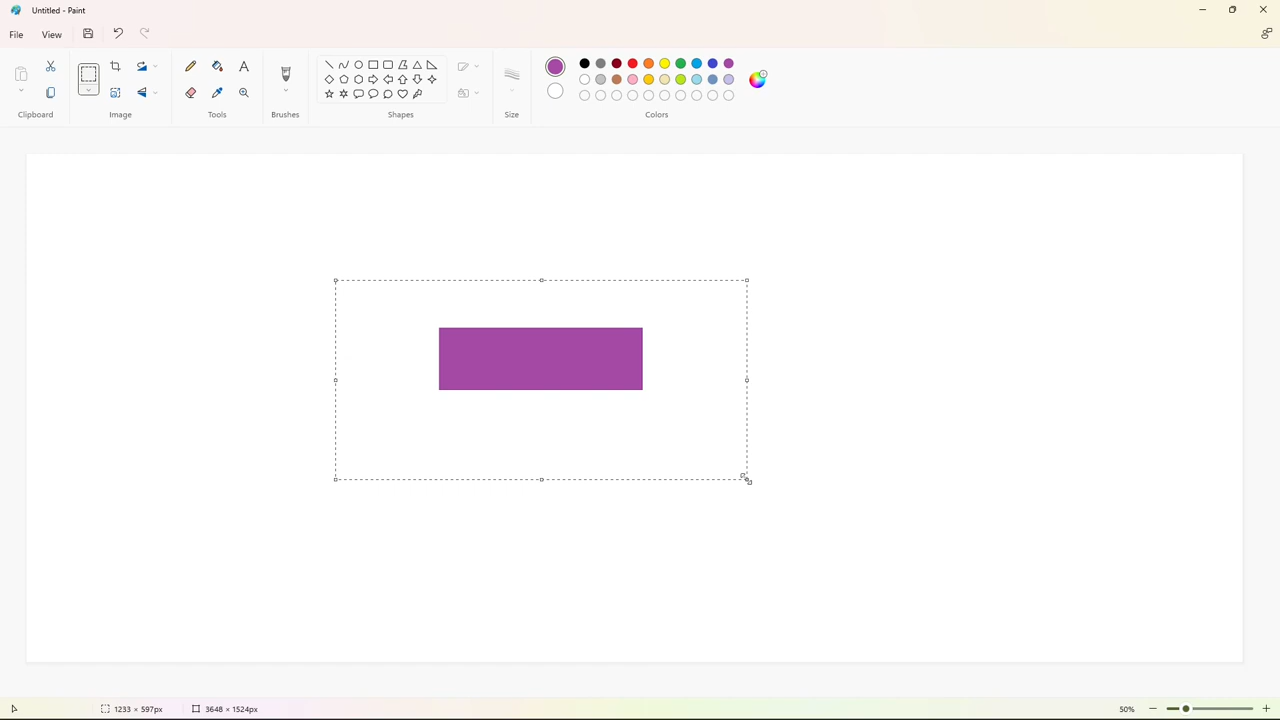 Untitled - Paint
File View
Clipboard Image Tools Brushes Shapes Size Colors
1233 × 597px 3648 × 1524px 50%